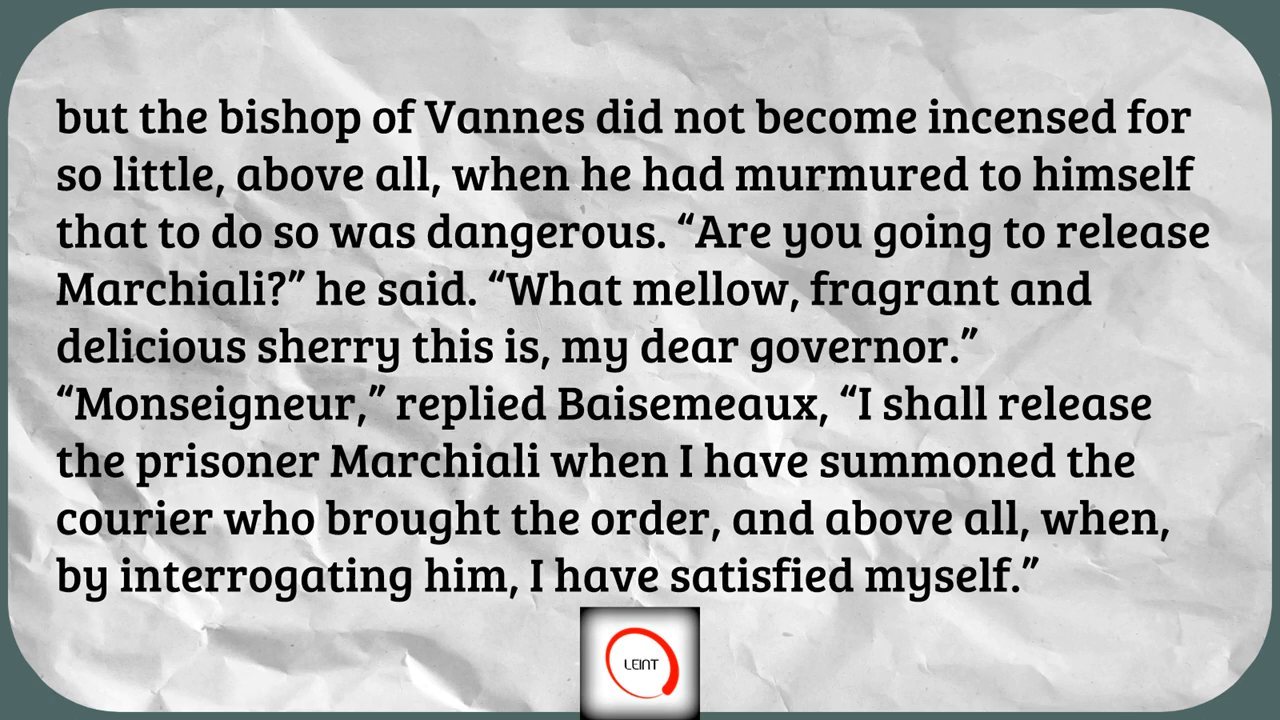 but the bishop of Vannes did not become incensed for
so little, above all, when he had murmured to himself
that to do so was dangerous. “Are you going to release
Marchiali?” he said. “What mellow, fragrant and
delicious sherry this is, my dear governor.”
“Monseigneur,” replied Baisemeaux, “I shall release
the prisoner Marchiali when I have summoned the
courier who brought the order, and above all, when,
by interrogating him, I have satisfied myself.”
LEINT